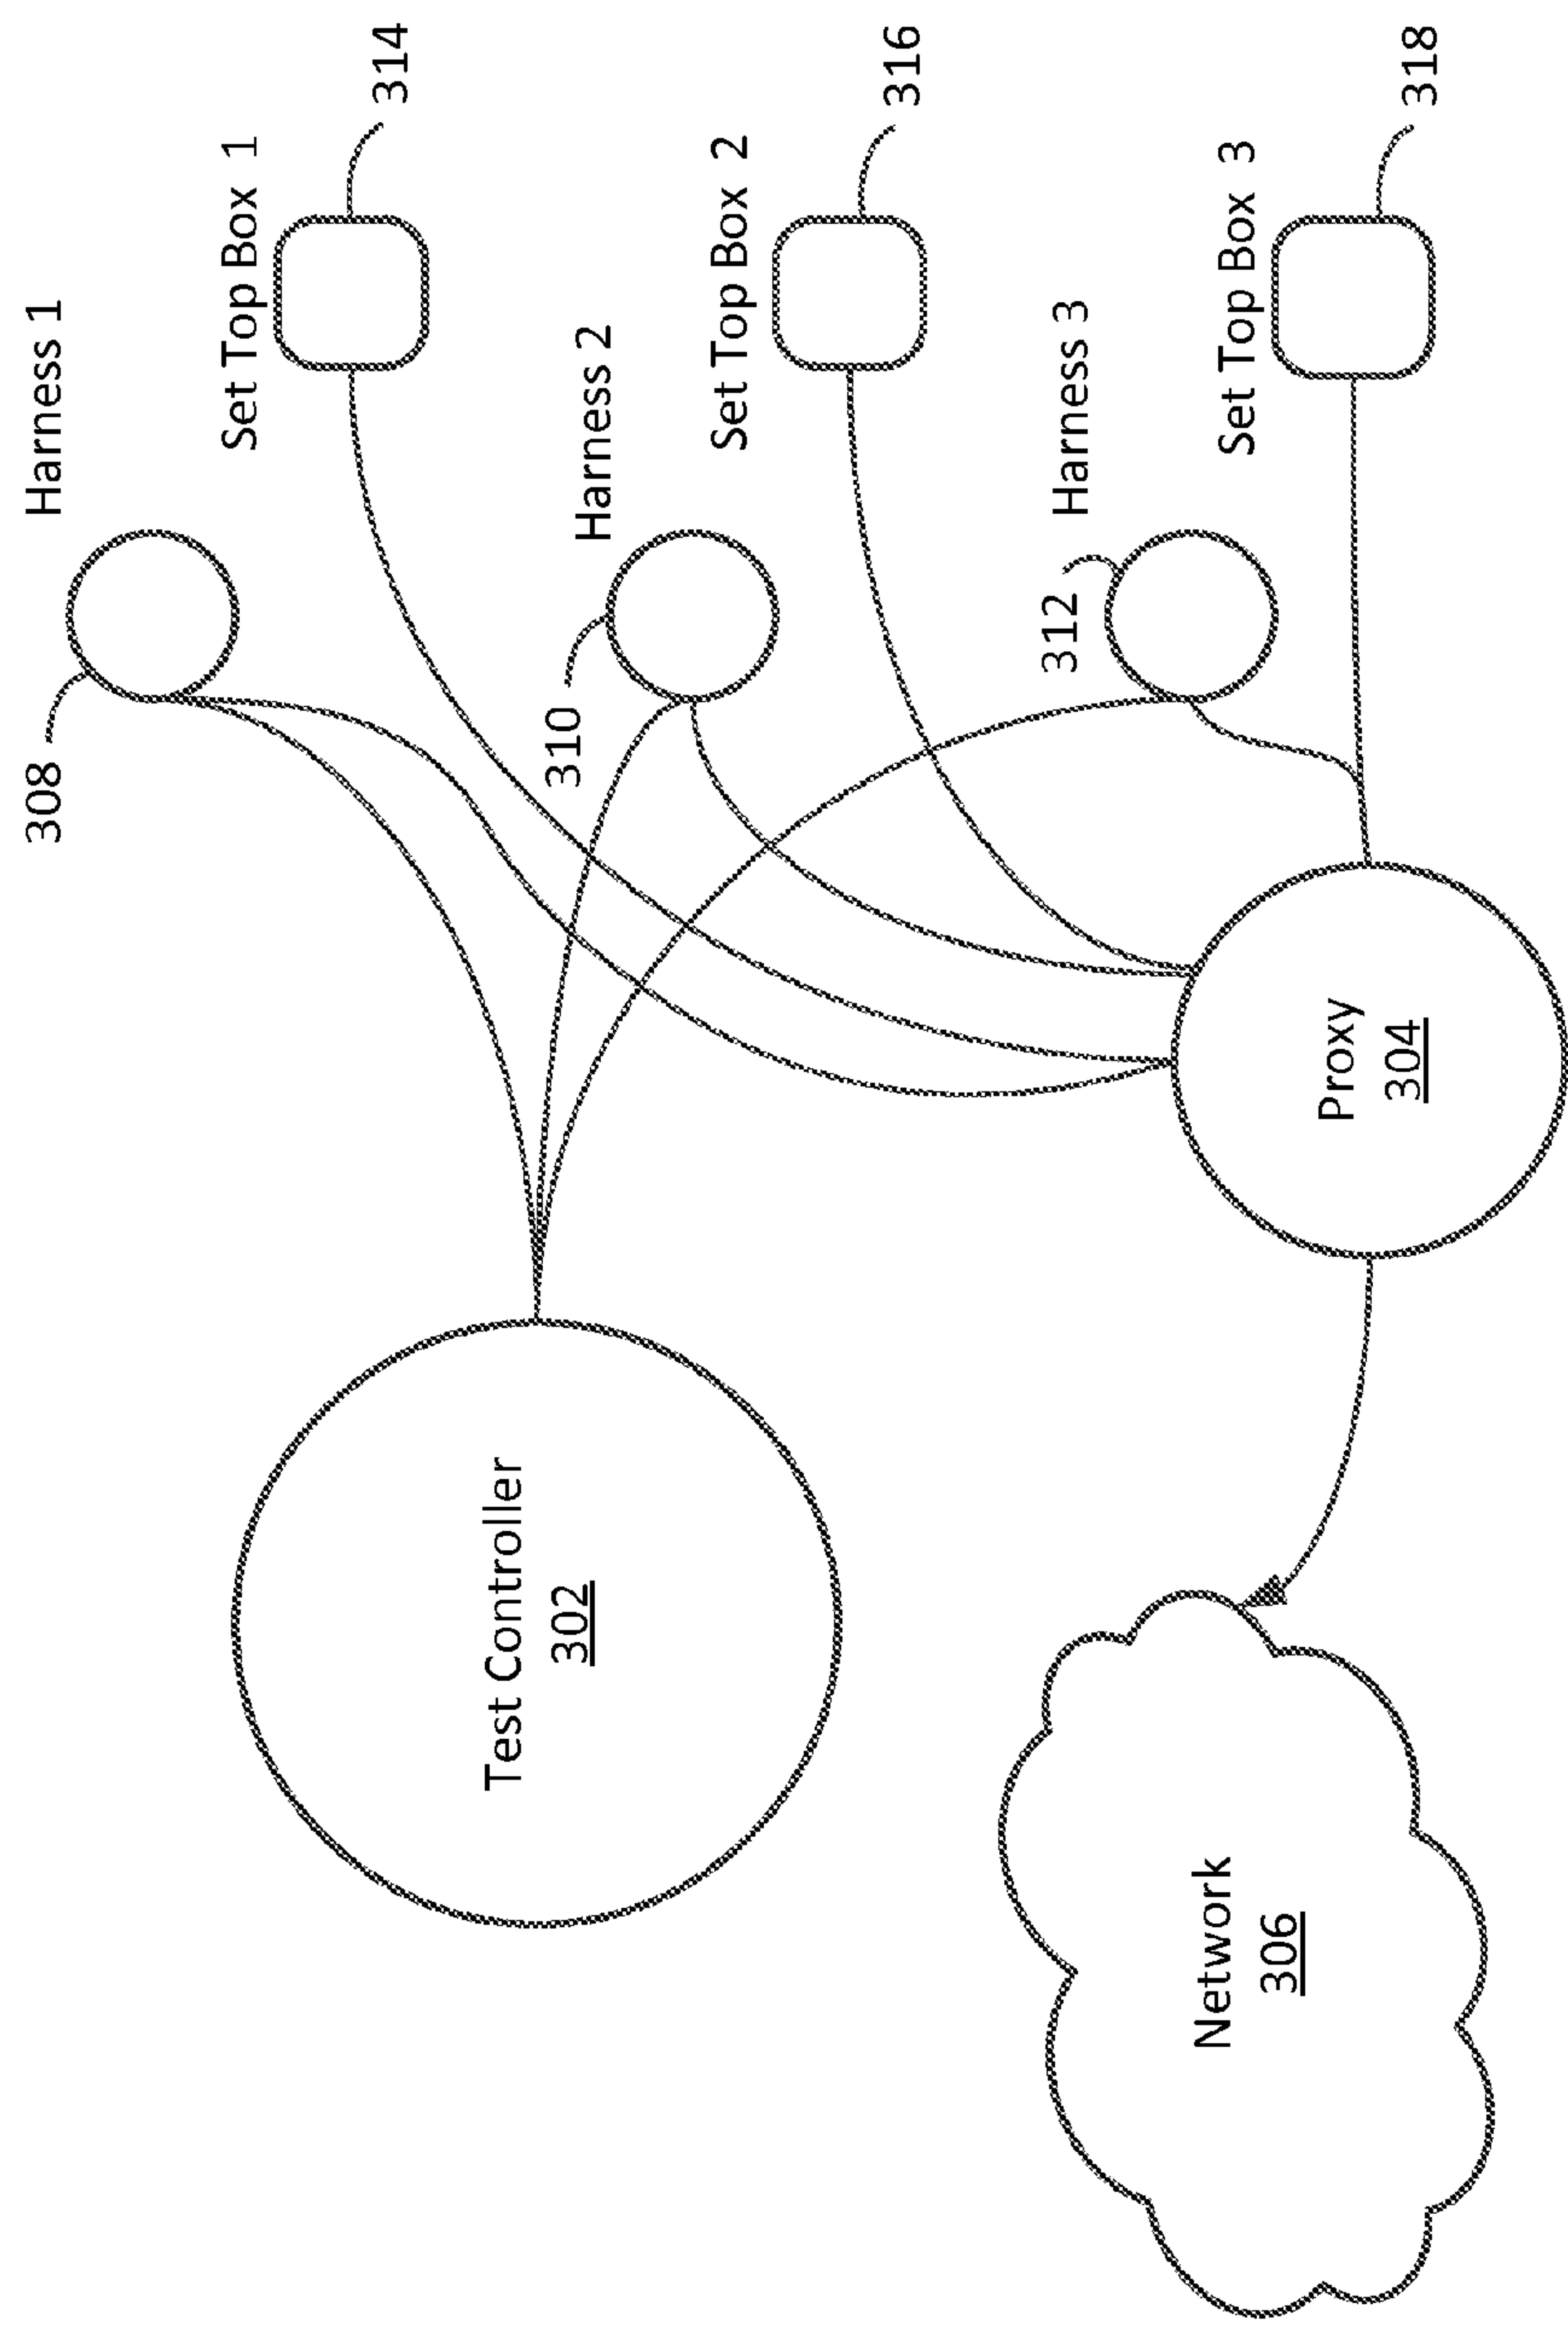 Harness 1
308
Set Top Box 1
314
Harness 2
310
Set Top Box 2
316
Harness 3
312
Set Top Box 3
318
Test Controller
302
Proxy
304
Network
306